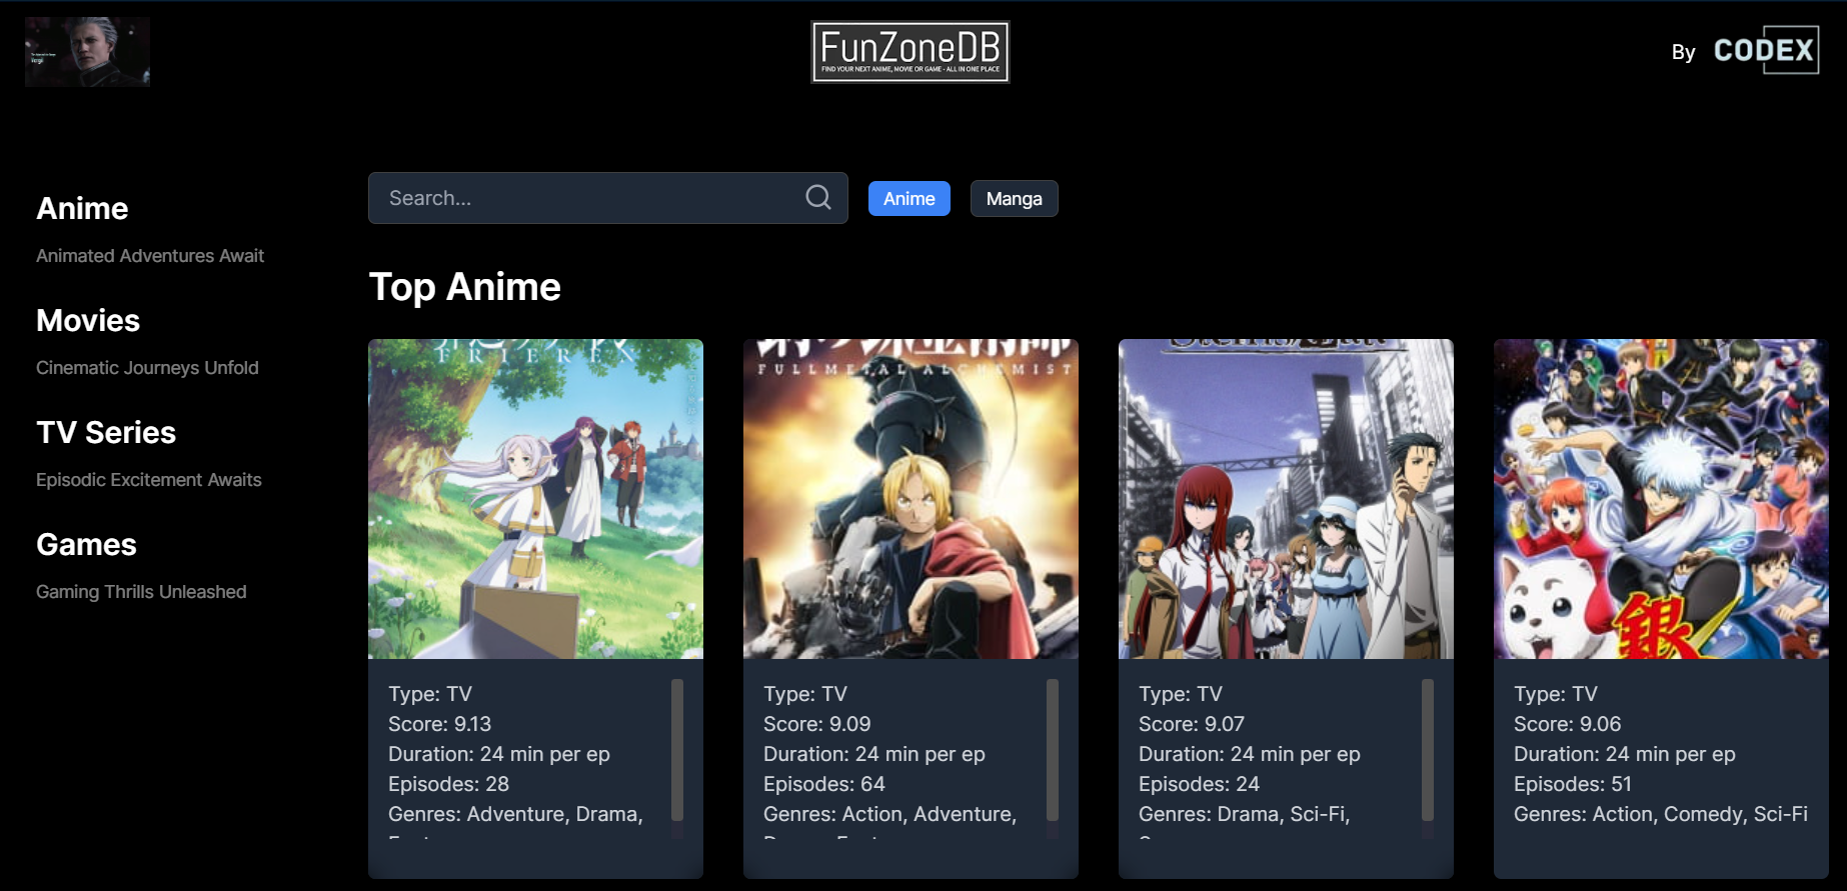 FunZoneDB
FIND YOUR NEXT ANIME, MOVIE OR GAME - ALL IN ONE PLACE
By CODEX
Anime
Animated Adventures Await
Movies
Cinematic Journeys Unfold
TV Series
Episodic Excitement Awaits
Games
Gaming Thrills Unleashed
Search...
Anime
Manga
Top Anime
FRIEREN
FULLMETAL ALCHEMIST
銀
Type: TV
Score: 9.13
Duration: 24 min per ep
Episodes: 28
Genres: Adventure, Drama,
Type: TV
Score: 9.09
Duration: 24 min per ep
Episodes: 64
Genres: Action, Adventure,
Type: TV
Score: 9.07
Duration: 24 min per ep
Episodes: 24
Genres: Drama, Sci-Fi,
Type: TV
Score: 9.06
Duration: 24 min per ep
Episodes: 51
Genres: Action, Comedy, Sci-Fi